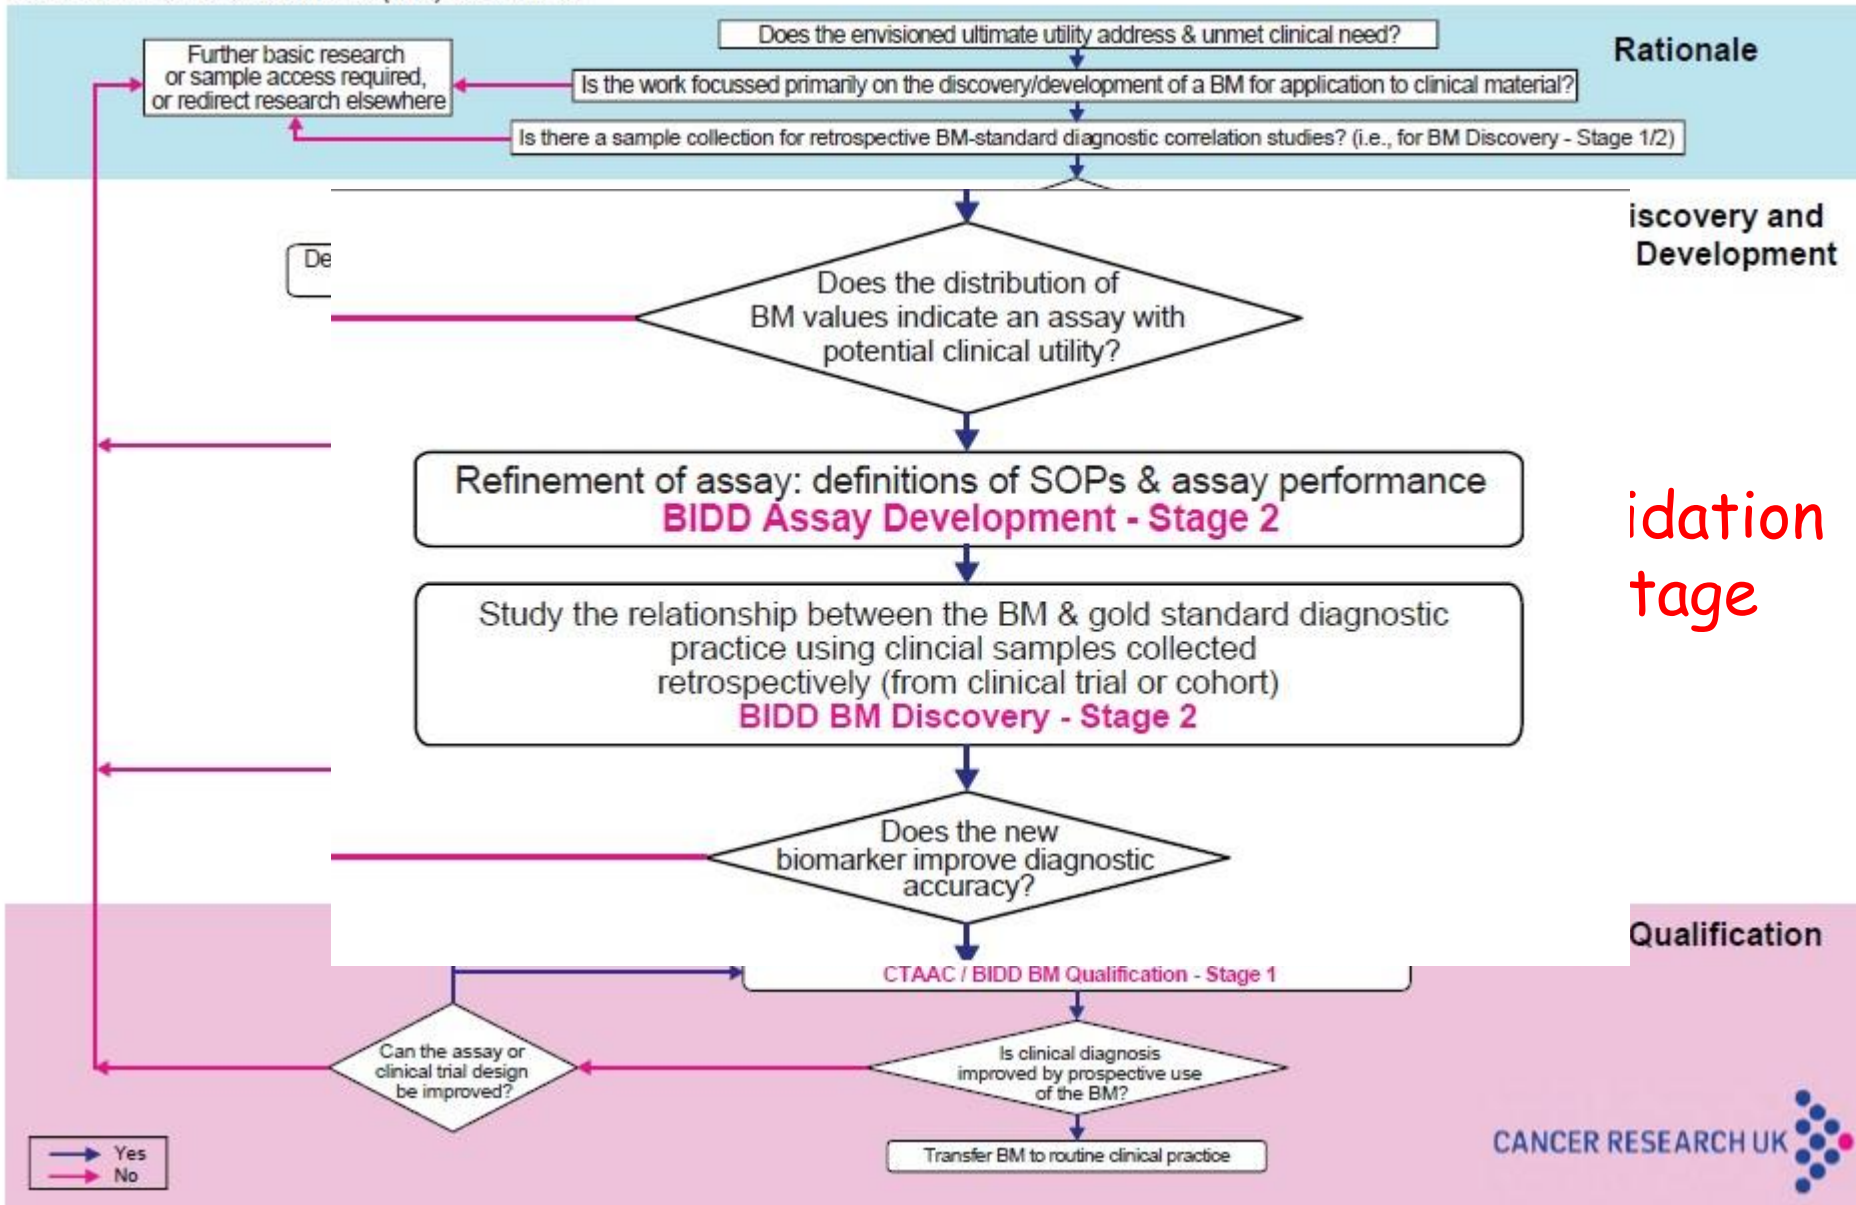 Does the envisioned ultimate utility address & unmet clinical need?
Rationale
Further basic research
or sample access required,
or redirect research elsewhere
Is the work focussed primarily on the discovery/development of a BM for application to clinical material?
Is there a sample collection for retrospective BM-standard diagnostic correlation studies? (i.e., for BM Discovery - Stage 1/2)
iscovery and
Development
De
Does the distribution of
BM values indicate an assay with
potential clinical utility?
Refinement of assay: definitions of SOPs & assay performance
BIDD Assay Development - Stage 2
idation
tage
Study the relationship between the BM & gold standard diagnostic
practice using clincial samples collected
retrospectively (from clinical trial or cohort)
BIDD BM Discovery - Stage 2
Does the new
biomarker improve diagnostic
accuracy?
Qualification
CTAAC / BIDD BM Qualification - Stage 1
Can the assay or
clinical trial design
be improved?
Is clinical diagnosis
improved by prospective use
of the BM?
Transfer BM to routine clinical practice
Yes
No
CANCER RESEARCH UK